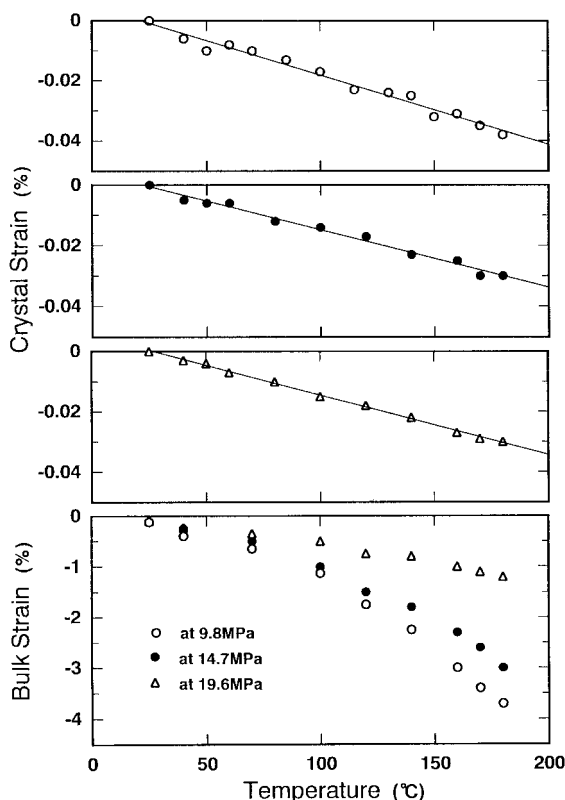 0
-0.02
-0.04
0
-0.02
-0.04
0
-0.02
-0.04
Crystal Strain (%)
0
-1
-2
-3
-4
Bulk Strain (%)
at 9.8MPa
at 14.7MPa
at 19.6MPa
0 50 100 150 200
Temperature (℃)